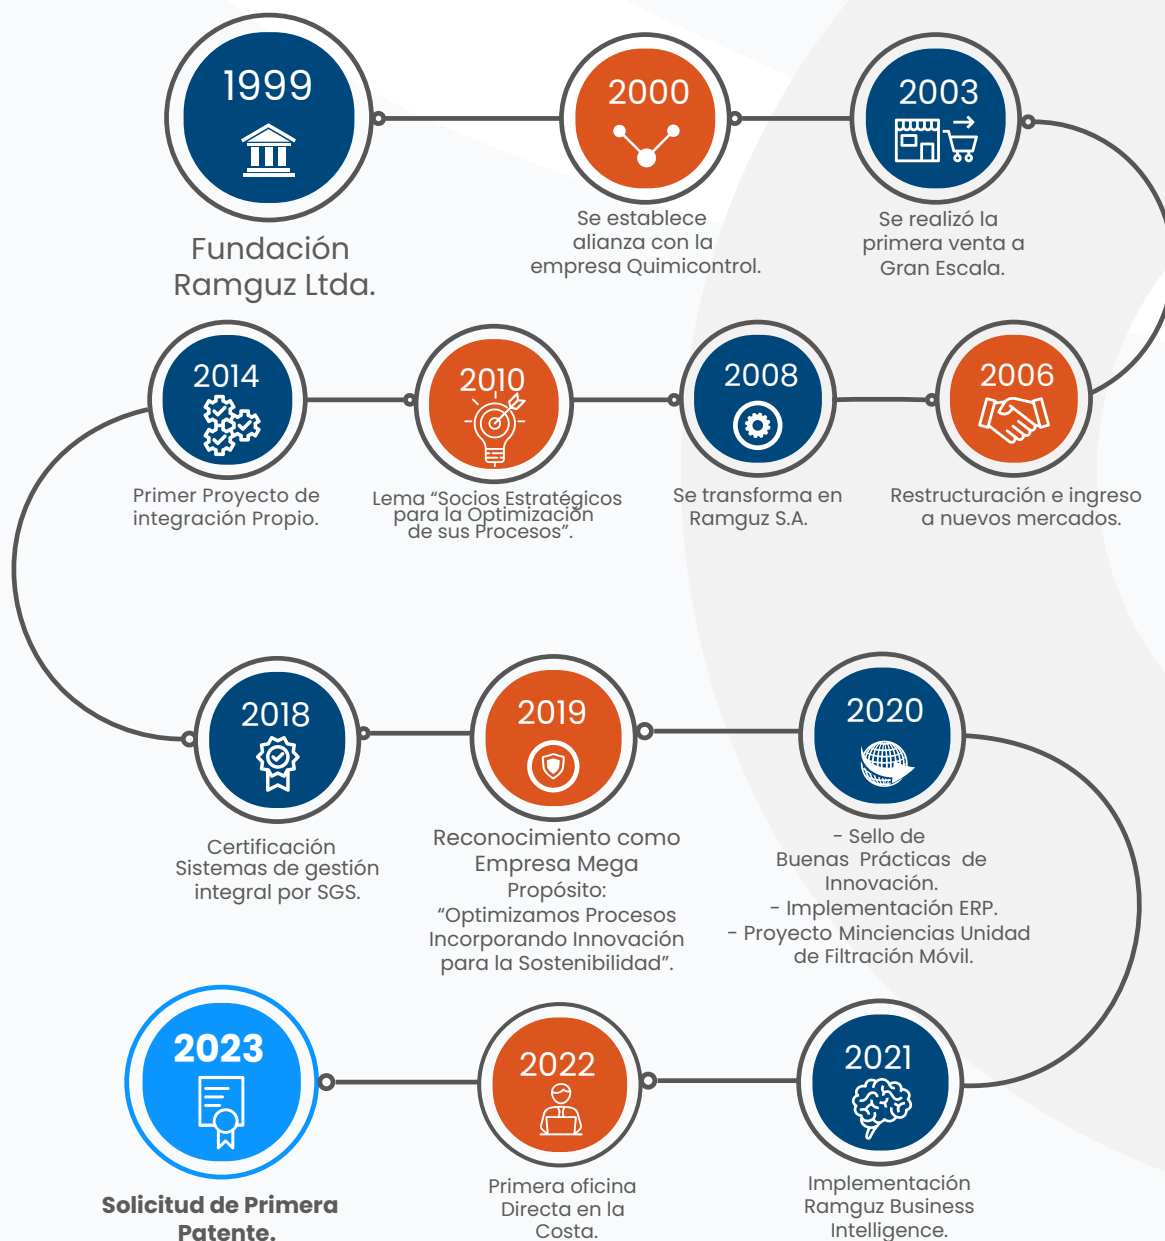 1999
Fundación
Ramguz Ltda.
2000
Se establece
alianza con la
empresa Quimicontrol.
2003
Se realizó la
primera venta a
Gran Escala.
2006
Restructuración e ingreso
a nuevos mercados.
2008
Se transforma en
Ramguz S.A.
2010
Lema “Socios Estratégicos
para la Optimización
de sus Procesos”.
2014
Primer Proyecto de
integración Propio.
2018
Certificación
Sistemas de gestión
integral por SGS.
2019
Reconocimiento como
Empresa Mega
Propósito:
“Optimizamos Procesos
Incorporando Innovación
para la Sostenibilidad”.
2020
- Sello de
Buenas Prácticas de
Innovación.
- Implementación ERP.
- Proyecto Minciencias Unidad
de Filtración Móvil.
2021
Implementación
Ramguz Business
Intelligence.
2022
Primera oficina
Directa en la
Costa.
2023
Solicitud de Primera
Patente.